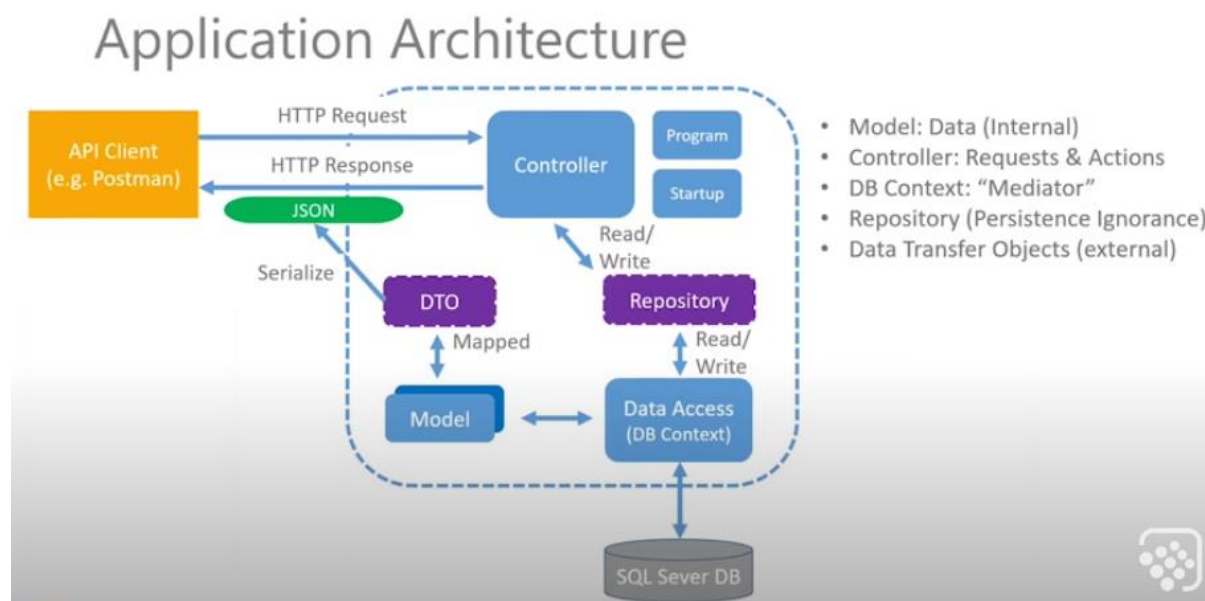 Application Architecture
API Client
(e.g. Postman)
HTTP Request
HTTP Response
JSON
Serialize
Controller
Program
Startup
Read/
Write
DTO
Repository
Mapped
Read/
Write
Model
Data Access
(DB Context)
SQL Sever DB
• Model: Data (Internal)
• Controller: Requests & Actions
• DB Context: “Mediator”
• Repository (Persistence Ignorance)
• Data Transfer Objects (external)